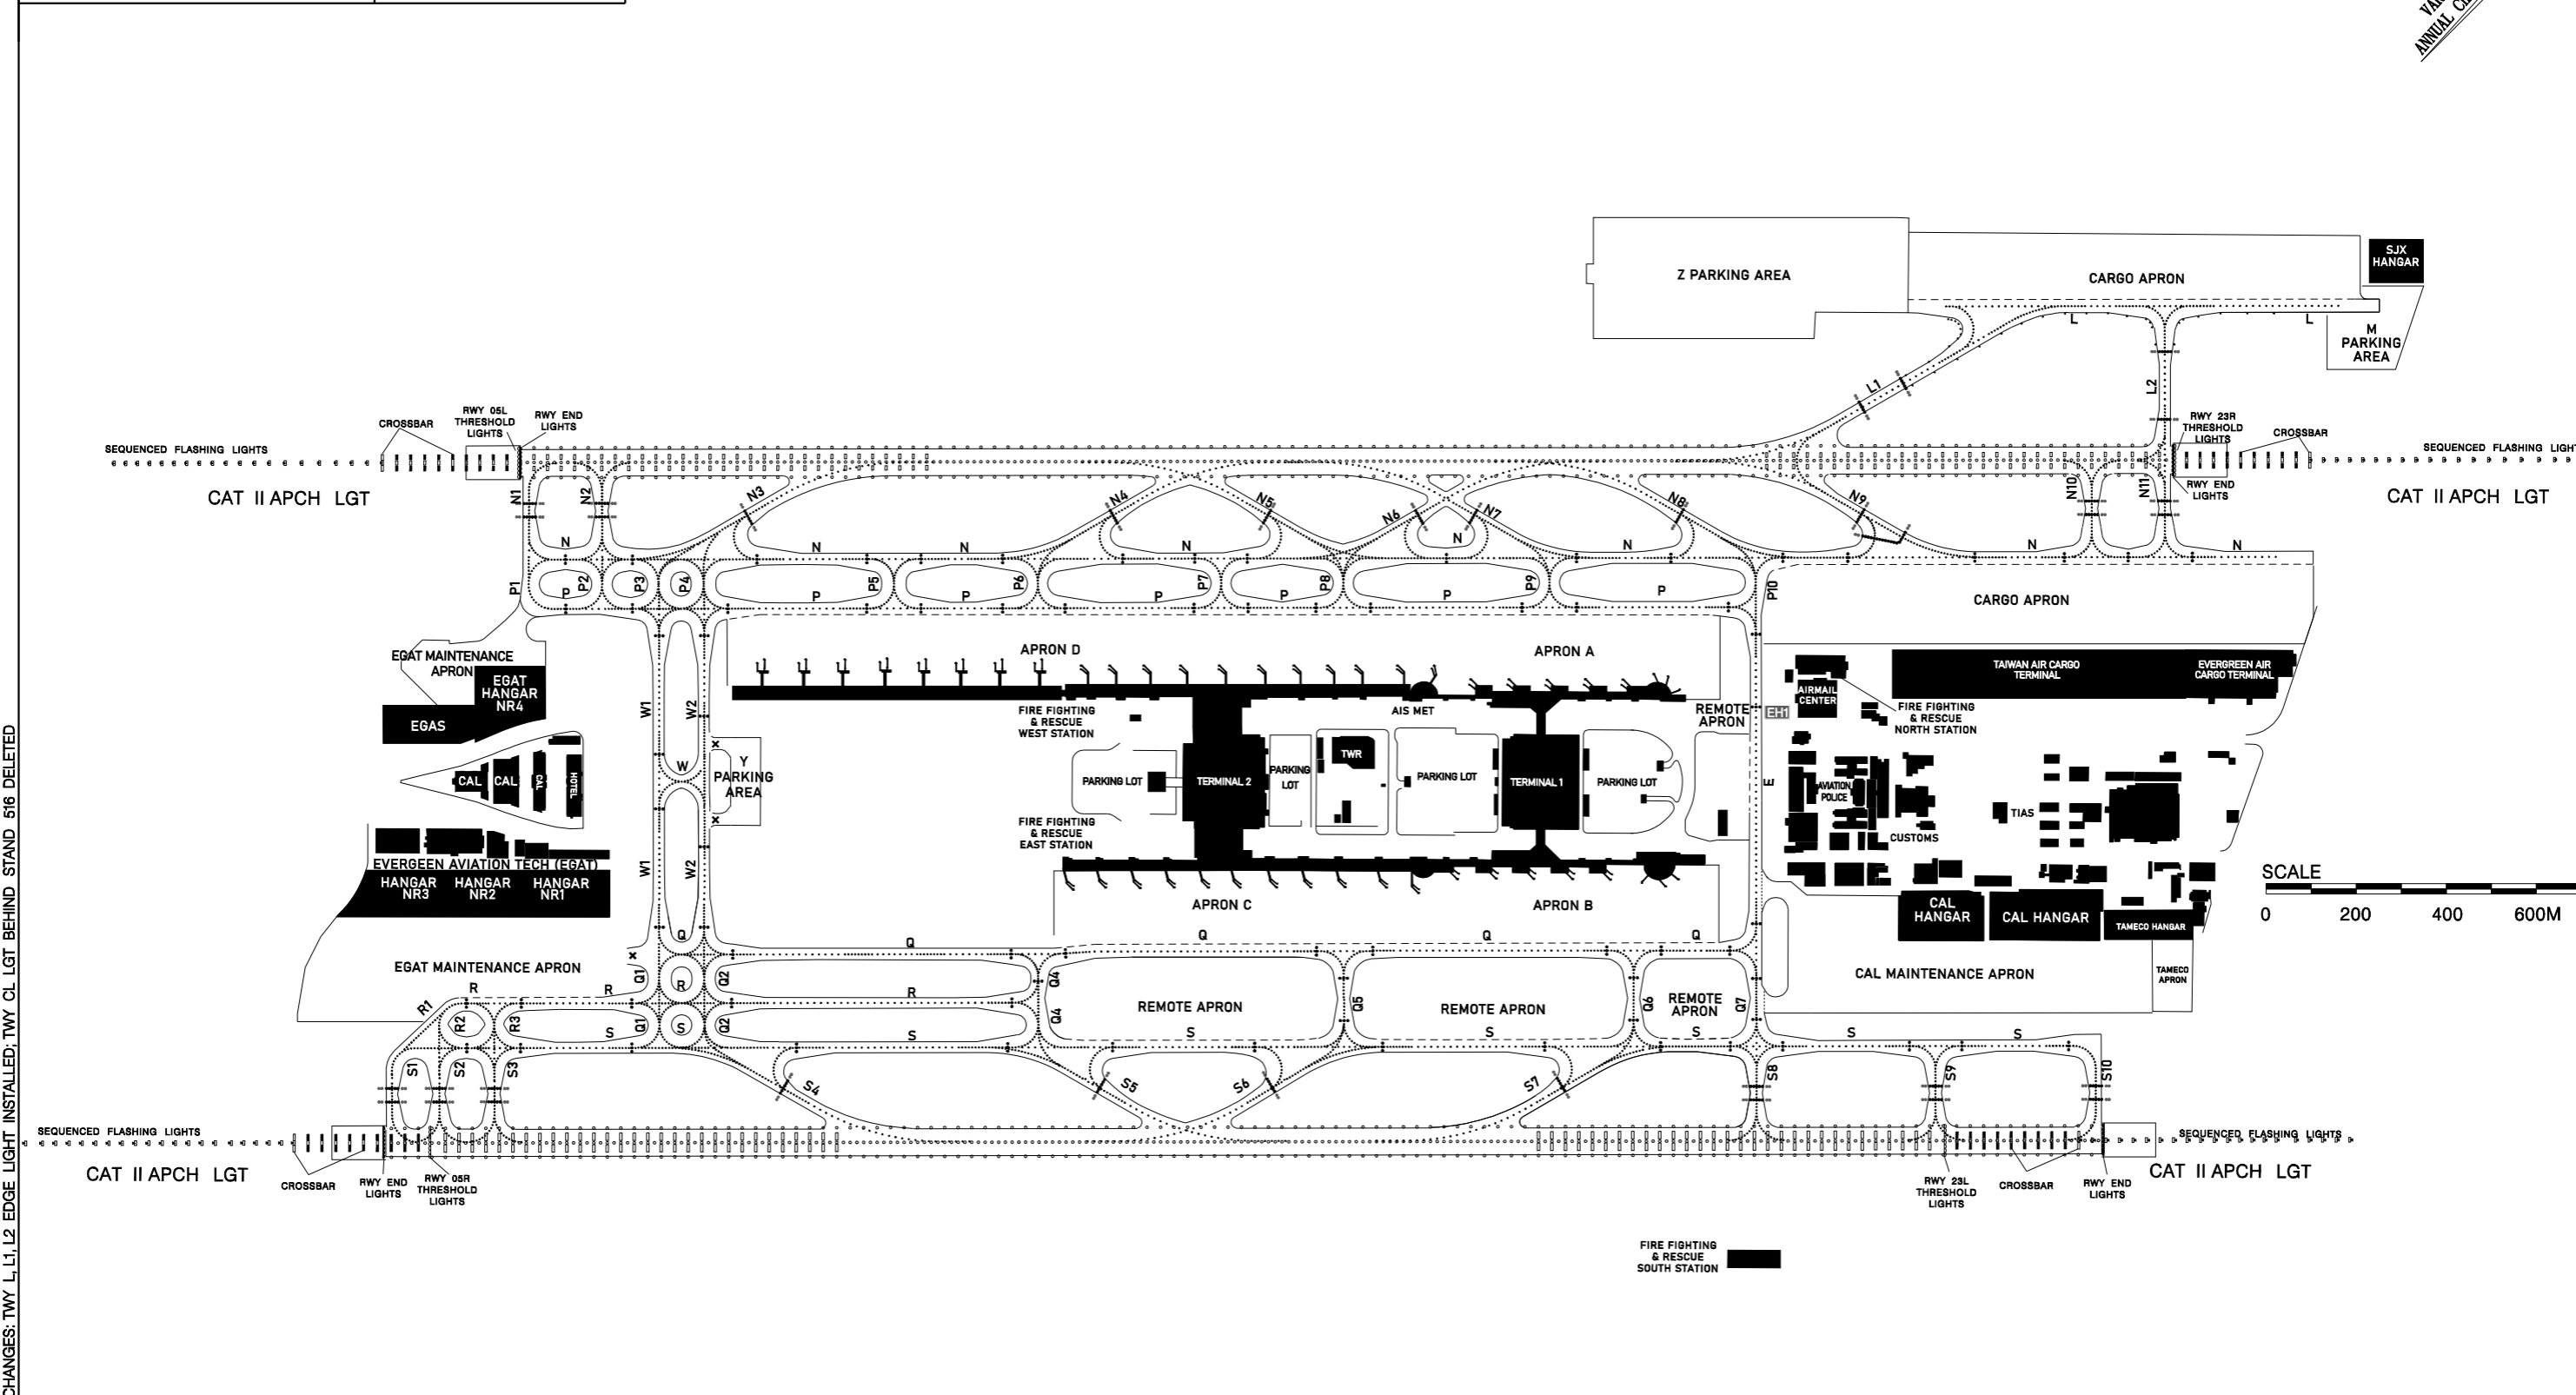 VAR
ANNUAL CH
SJX
HANGAR
Z PARKING AREA
CARGO APRON
L
L
M
PARKING
AREA
L1
L2
CROSSBAR
RWY 05L
THRESHOLD
LIGHTS
RWY END
LIGHTS
SEQUENCED FLASHING LIGHTS
CAT II APCH LGT
RWY 23R
THRESHOLD
LIGHTS
CROSSBAR
SEQUENCED FLASHING LIGHT
RWY END
LIGHTS
CAT II APCH LGT
N1
N2
N3
N4
N5
N6
N7
N8
N9
N10
N11
N
N
N
N
N
N
N
N
P1
P2
P3
P4
P5
P6
P7
P8
P9
P10
P
P
P
P
P
P
P
CARGO APRON
EGAT MAINTENANCE
APRON
EGAT
HANGAR
NR4
EGAS
APRON D
APRON A
TAIWAN AIR CARGO
TERMINAL
EVERGREEN AIR
CARGO TERMINAL
AIRMAIL
CENTER
W1
W2
FIRE FIGHTING
& RESCUE
WEST STATION
AIS MET
REMOTE
APRON
EH1
FIRE FIGHTING
& RESCUE
NORTH STATION
CAL
CAL
CAL
HOTEL
W
Y
PARKING
AREA
PARKING LOT
TERMINAL 2
PARKING
LOT
TWR
PARKING LOT
TERMINAL 1
PARKING LOT
E
AVIATION
POLICE
TIAS
CUSTOMS
FIRE FIGHTING
& RESCUE
EAST STATION
EVERGEEN AVIATION TECH (EGAT)
HANGAR
NR3
HANGAR
NR2
HANGAR
NR1
W1
W2
APRON C
APRON B
CAL
HANGAR
CAL HANGAR
TAMECO HANGAR
SCALE
0
200
400
600M
EGAT MAINTENANCE APRON
Q
Q
Q
Q
Q
Q1
Q2
Q4
Q4
Q5
Q6
Q7
Q1
Q2
CAL MAINTENANCE APRON
TAMECO
APRON
R
R
R
R
R1
R2
R3
REMOTE APRON
REMOTE APRON
REMOTE
APRON
S
S
S
S
S
S
S
S
S1
S2
S3
S4
S5
S6
S7
S8
S9
S10
SEQUENCED FLASHING LIGHTS
CAT II APCH LGT
CROSSBAR
RWY END
LIGHTS
RWY 05R
THRESHOLD
LIGHTS
RWY 23L
THRESHOLD
LIGHTS
CROSSBAR
RWY END
LIGHTS
SEQUENCED FLASHING LIGHTS
CAT II APCH LGT
FIRE FIGHTING
& RESCUE
SOUTH STATION
CHANGES: TWY L, L1, L2 EDGE LIGHT INSTALLED; TWY CL LGT BEHIND STAND 516 DELETED